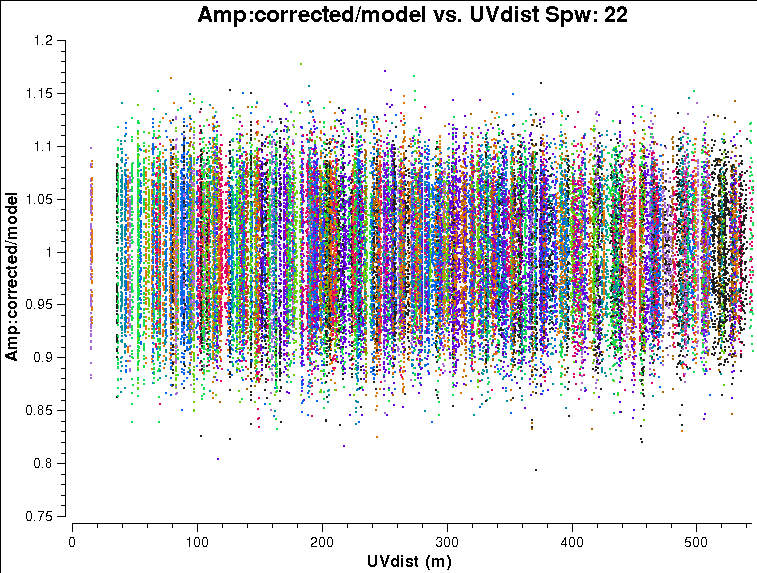 Amp:corrected/model vs. UVdist Spw: 22
1.2
1.15
1.1
1.05
1
0.95
0.9
0.85
0.8
0.75
Amp:corrected/model
0 100 200 300 400 500
UVdist (m)